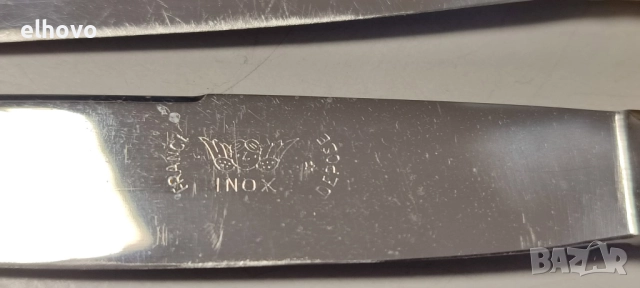 elhovo
FRANCE
INOX
DEPOSE
BAZAR